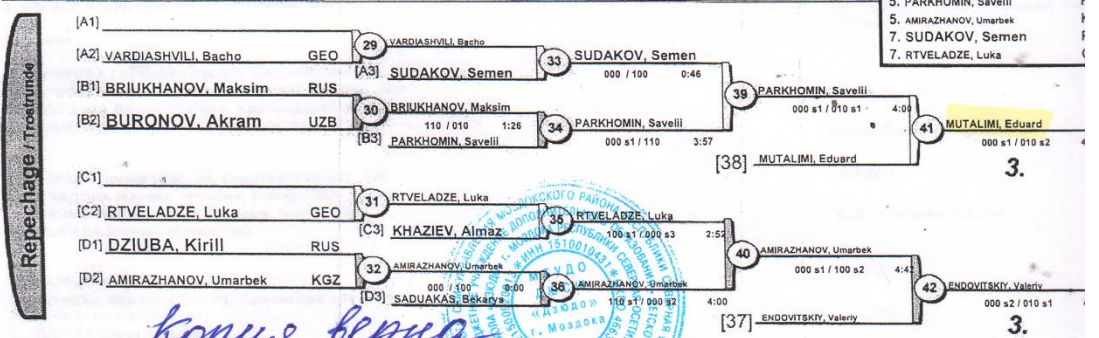 5. PARKHOMIN, Savelii
5. AMIRAZHANOV, Umarbek
7. SUDAKOV, Semen
7. RTVELADZE, Luka
Repechage / Trostrunde
[A1]
[A2] VARDIASHVILI, Bacho GEO
29 VARDIASHVILI, Bacho
[A3] SUDAKOV, Semen
33 SUDAKOV, Semen
000 / 100 0:46
[B1] BRIUKHANOV, Maksim RUS
[B2] BURONOV, Akram UZB
30 BRIUKHANOV, Maksim
110 / 010 1:26
[B3] PARKHOMIN, Savelii
34 PARKHOMIN, Savelii
000 s1 / 110 3:57
39 PARKHOMIN, Savelii
000 s1 / 010 s1 4:00
[38] MUTALIMI, Eduard
41 MUTALIMI, Eduard
000 s1 / 010 s2
3.
[C1]
[C2] RTVELADZE, Luka GEO
31 RTVELADZE, Luka
[C3] KHAZIEV, Almaz
35 RTVELADZE, Luka
100 s1 / 000 s3 2:52
[D1] DZIUBA, Kirill RUS
[D2] AMIRAZHANOV, Umarbek KGZ
32 AMIRAZHANOV, Umarbek
000 / 100 0:00
[D3] SADUAKAS, Bekarys
36 AMIRAZHANOV, Umarbek
110 s1 / 000 s2 4:00
40 AMIRAZHANOV, Umarbek
000 s1 / 100 s2 4:42
[37] ENDOVITSKIY, Valeriy
42 ENDOVITSKIY, Valeriy
000 s2 / 010 s1
3.
МОЗДОКСКОГО РАЙОНА
ИНН 1510010431
«ДЗЮДО»
г. Моздока
Копия верна